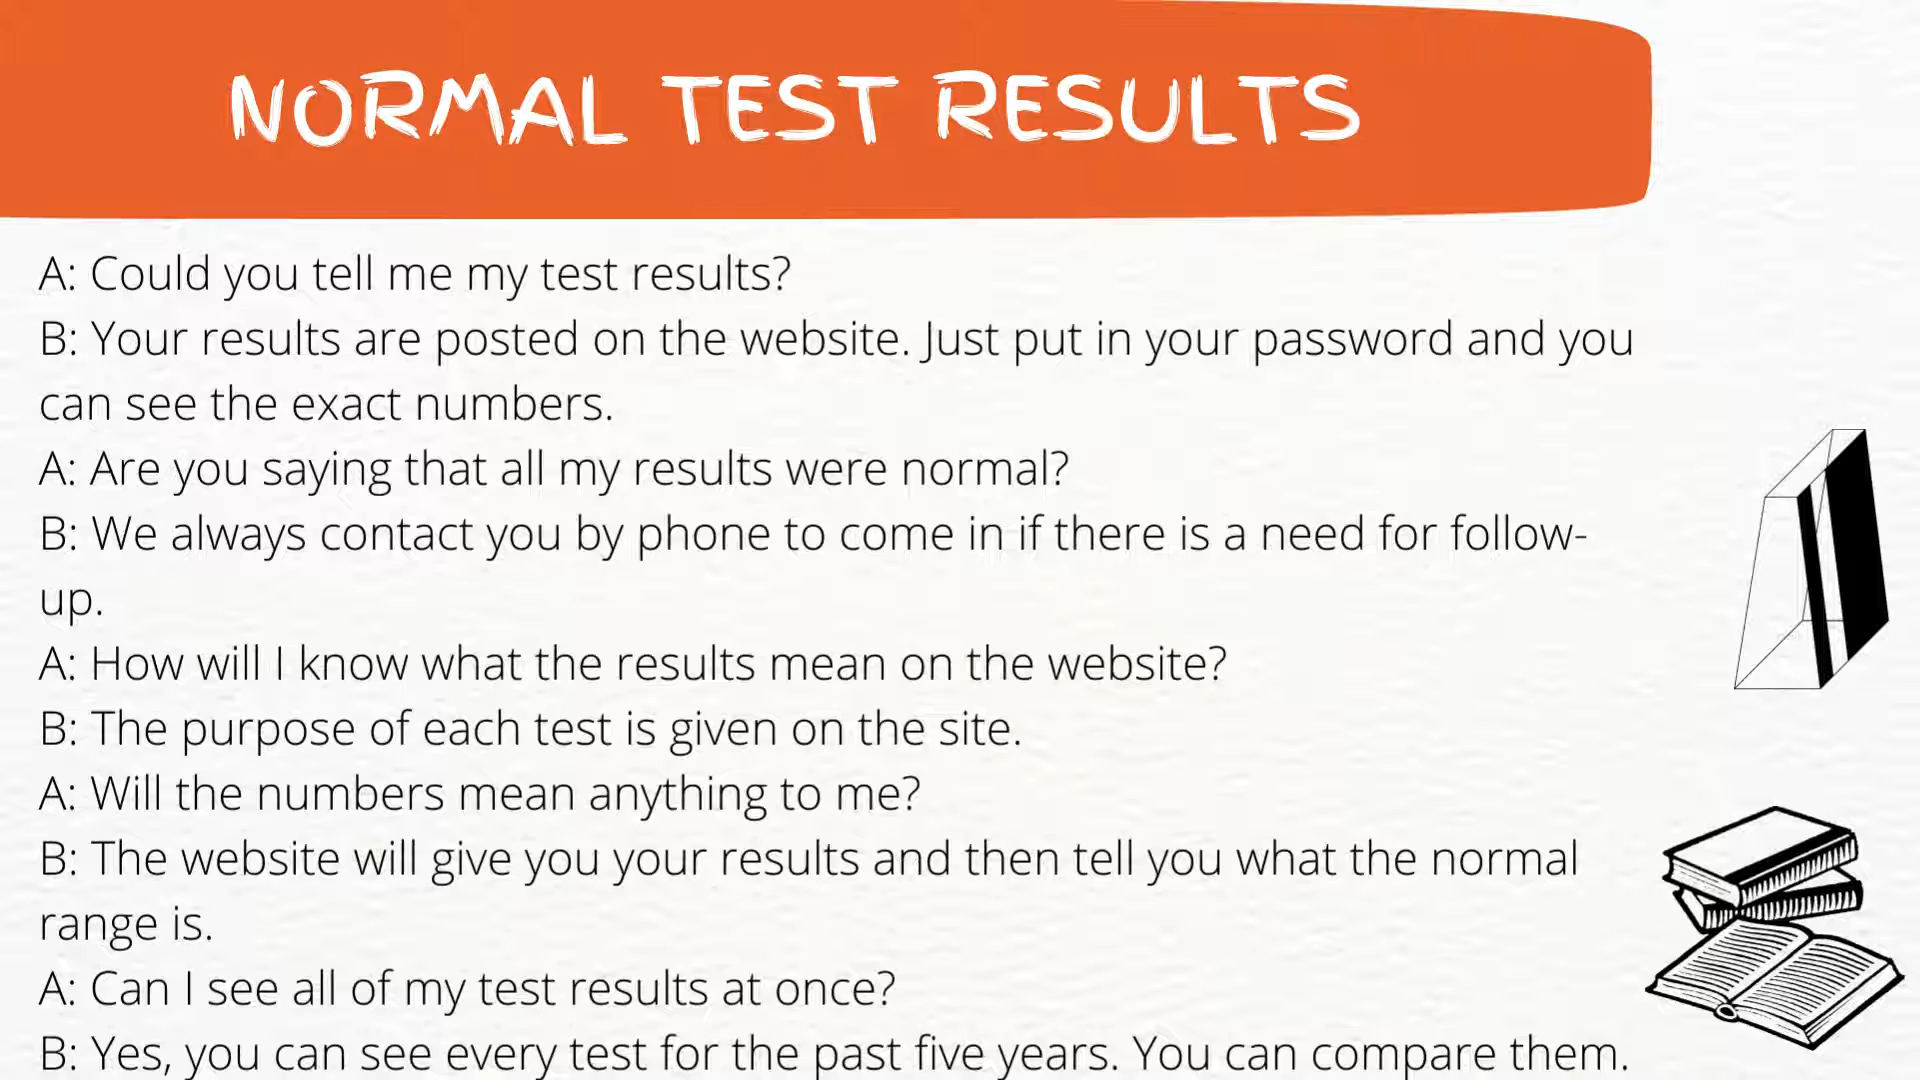 NORMAL TEST RESULTS
A: Could you tell me my test results?
B: Your results are posted on the website. Just put in your password and you
can see the exact numbers.
A: Are you saying that all my results were normal?
B: We always contact you by phone to come in if there is a need for follow-
up.
A: How will I know what the results mean on the website?
B: The purpose of each test is given on the site.
A: Will the numbers mean anything to me?
B: The website will give you your results and then tell you what the normal
range is.
A: Can I see all of my test results at once?
B: Yes, you can see every test for the past five years. You can compare them.